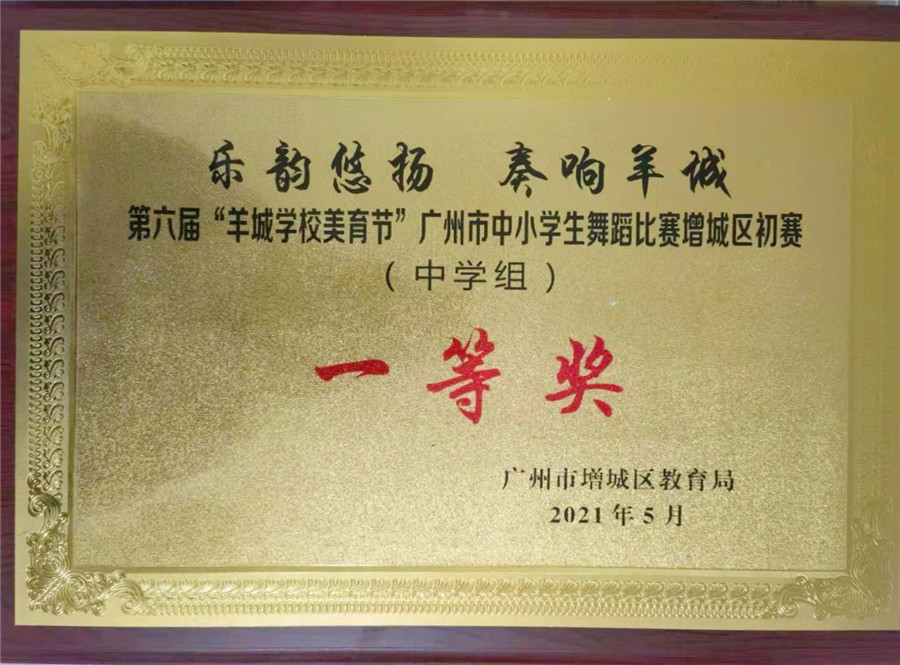 乐韵悠扬 奏响羊城
第六届“羊城学校美育节”广州市中小学生舞蹈比赛增城区初赛
（中学组）
一等奖
广州市增城区教育局
2021年5月